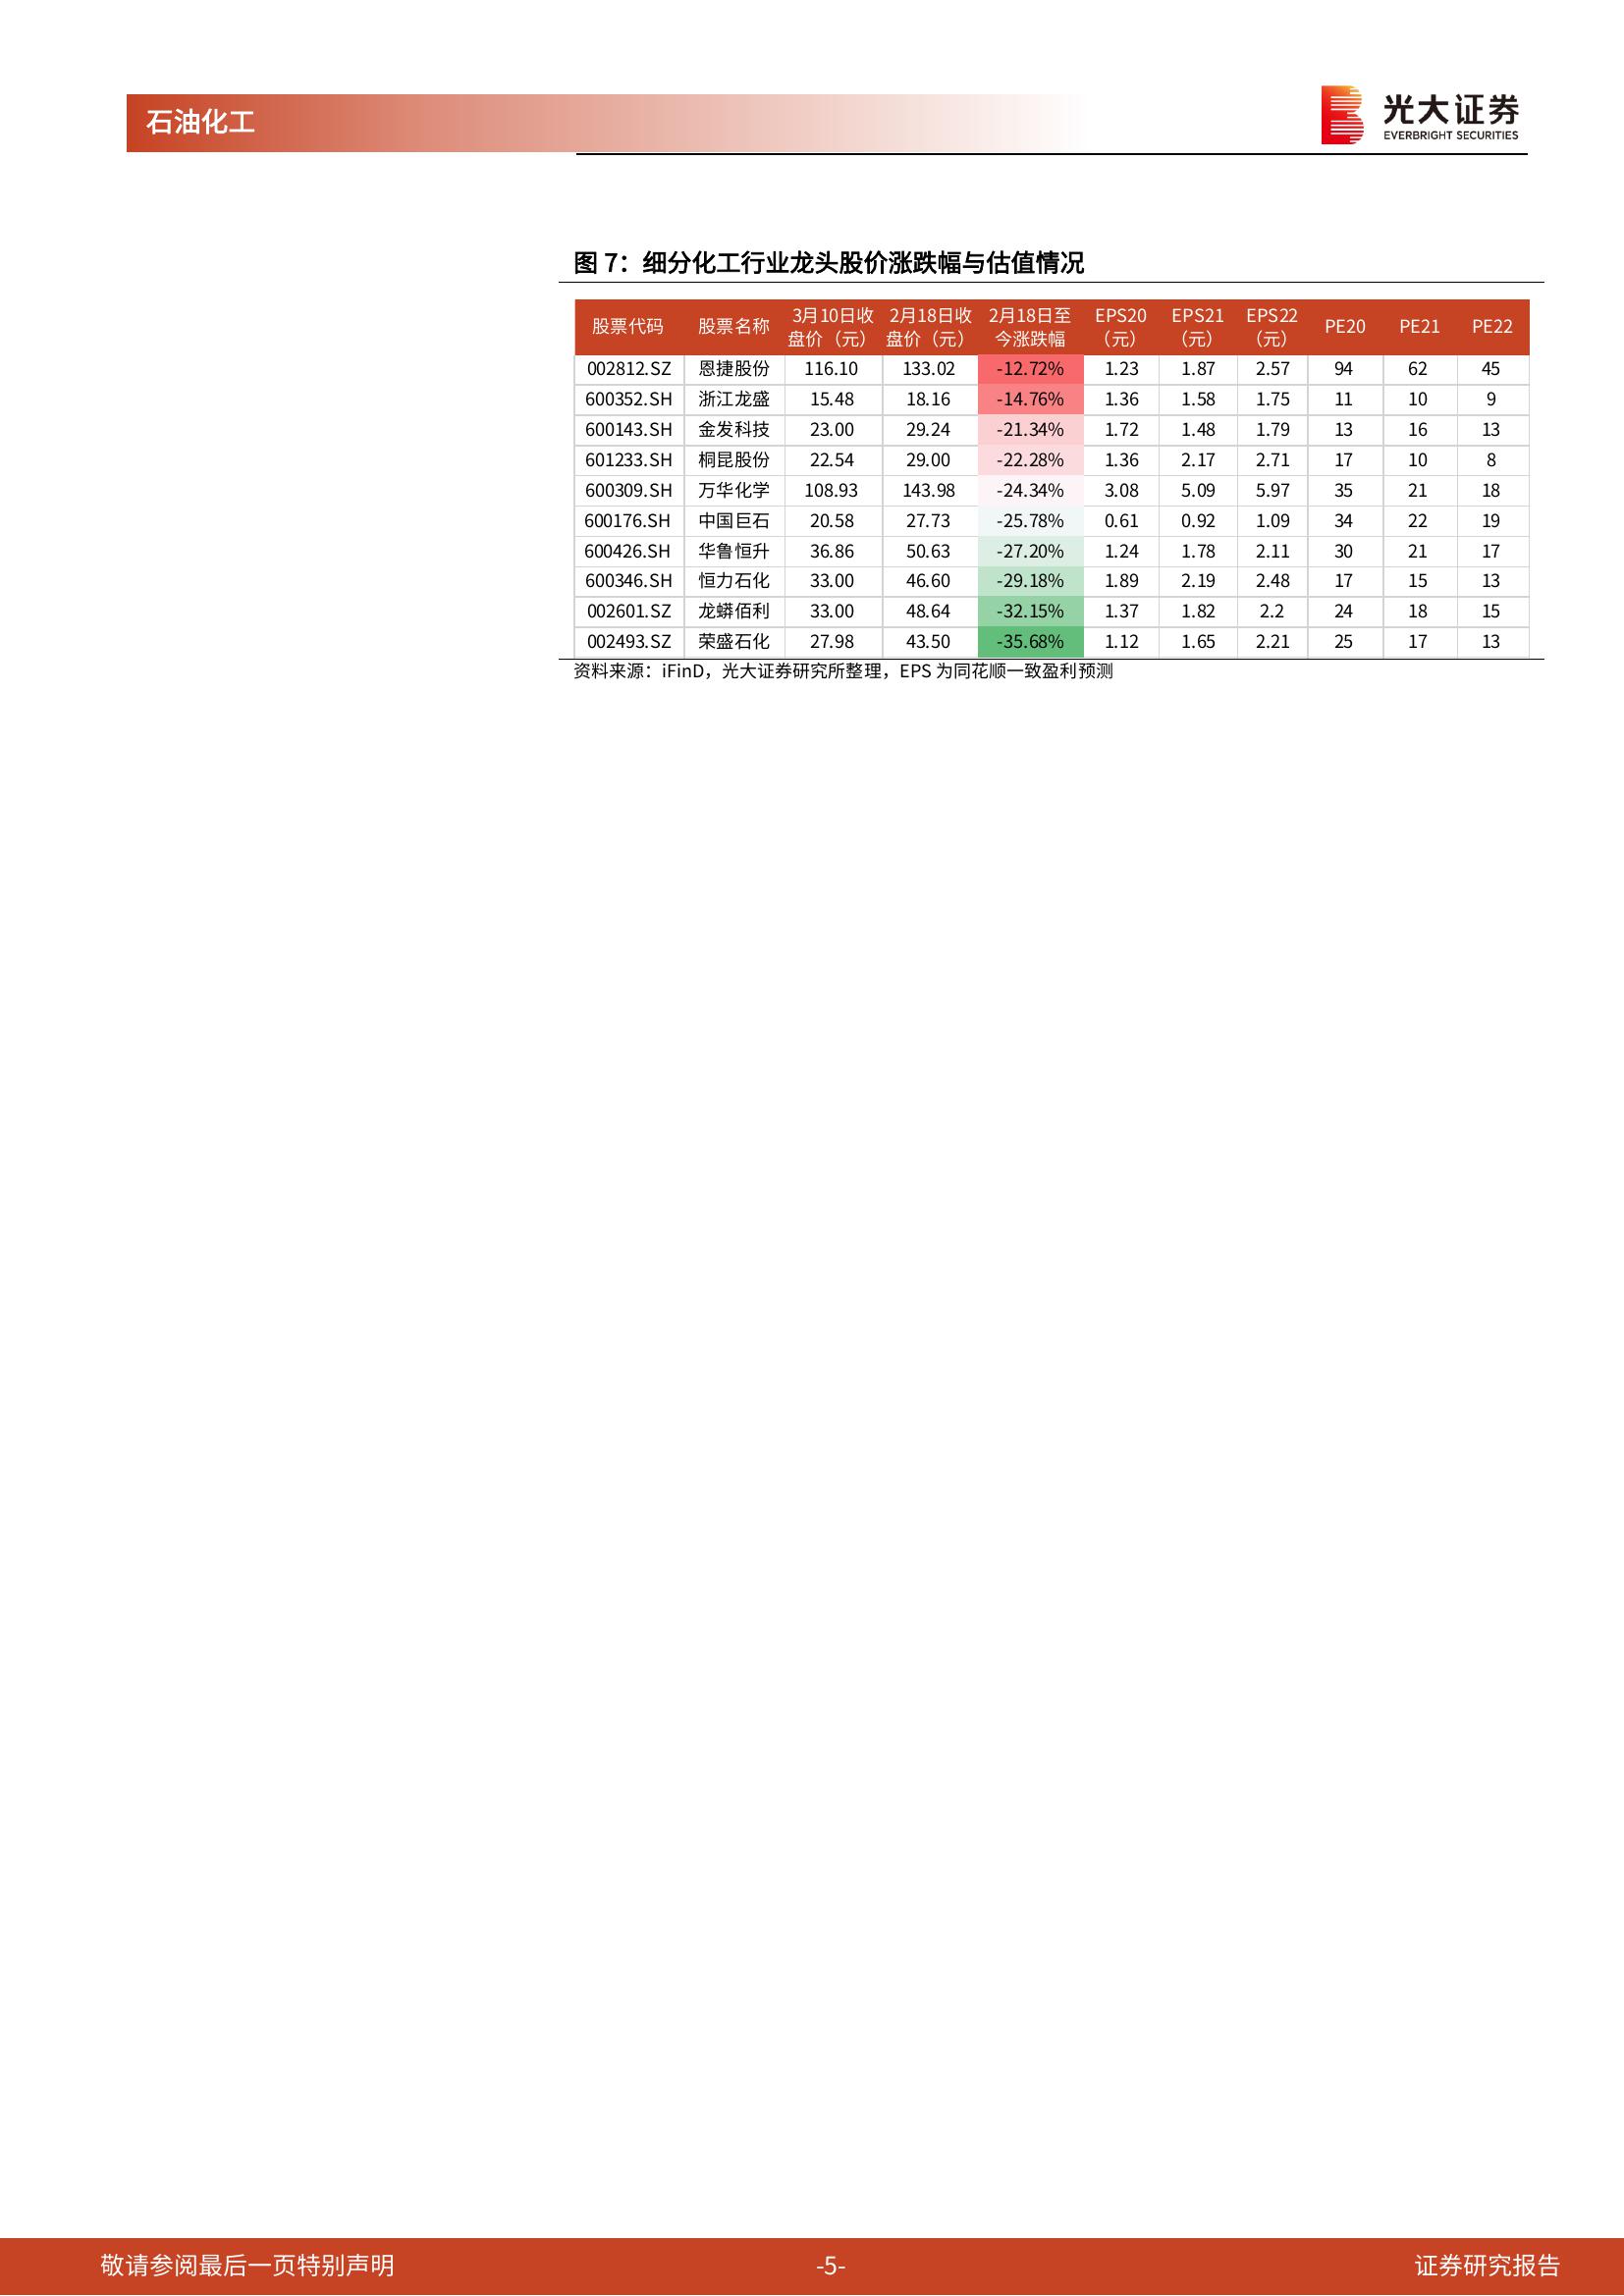 石油化工
光大证券
EVERBRIGHT SECURITIES
图 7：细分化工行业龙头股价涨跌幅与估值情况
股票代码 股票名称 3月10日收盘价（元） 2月18日收盘价（元） 2月18日至今涨跌幅 EPS20（元） EPS21（元） EPS22（元） PE20 PE21 PE22
002812.SZ 恩捷股份 116.10 133.02 -12.72% 1.23 1.87 2.57 94 62 45
600352.SH 浙江龙盛 15.48 18.16 -14.76% 1.36 1.58 1.75 11 10 9
600143.SH 金发科技 23.00 29.24 -21.34% 1.72 1.48 1.79 13 16 13
601233.SH 桐昆股份 22.54 29.00 -22.28% 1.36 2.17 2.71 17 10 8
600309.SH 万华化学 108.93 143.98 -24.34% 3.08 5.09 5.97 35 21 18
600176.SH 中国巨石 20.58 27.73 -25.78% 0.61 0.92 1.09 34 22 19
600426.SH 华鲁恒升 36.86 50.63 -27.20% 1.24 1.78 2.11 30 21 17
600346.SH 恒力石化 33.00 46.60 -29.18% 1.89 2.19 2.48 17 15 13
002601.SZ 龙蟒佰利 33.00 48.64 -32.15% 1.37 1.82 2.2 24 18 15
002493.SZ 荣盛石化 27.98 43.50 -35.68% 1.12 1.65 2.21 25 17 13
资料来源：iFinD，光大证券研究所整理，EPS 为同花顺一致盈利预测
敬请参阅最后一页特别声明 -5- 证券研究报告